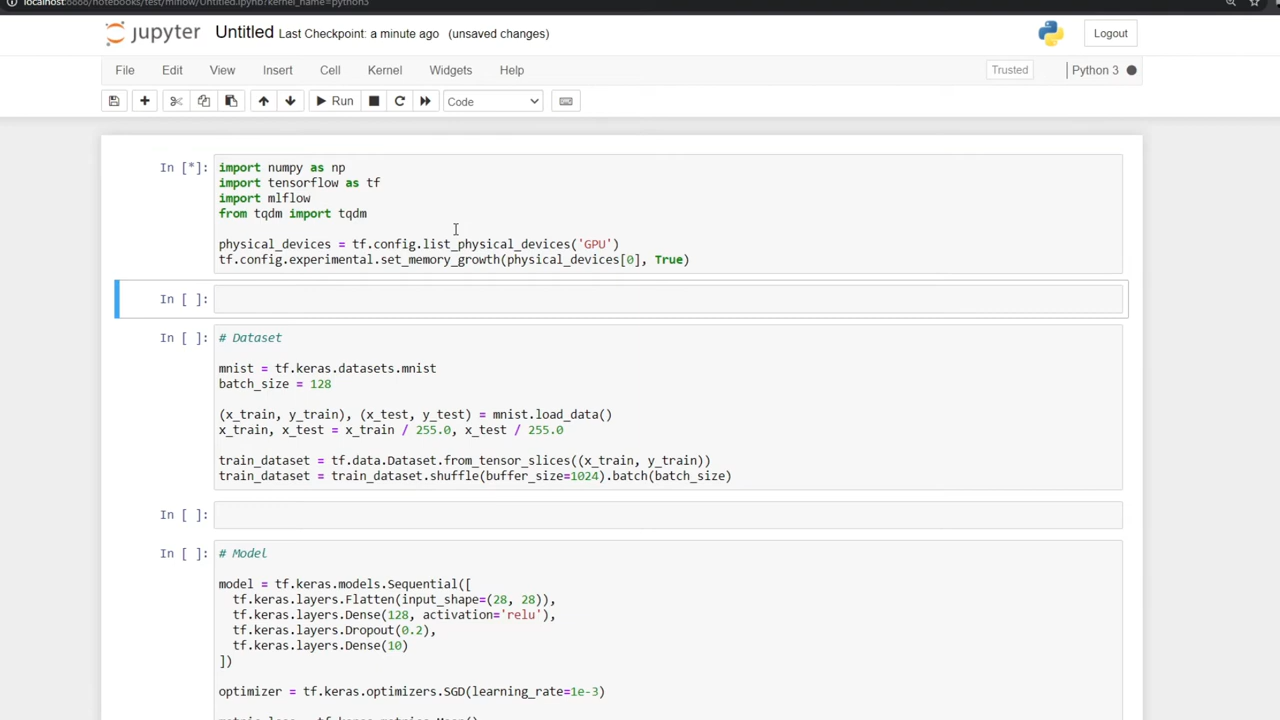 localhost:8888/notebooks/test/mlflow/Untitled.ipynb?kernel_name=python3
jupyter Untitled Last Checkpoint: a minute ago (unsaved changes) Logout
File Edit View Insert Cell Kernel Widgets Help Trusted Python 3
Run Code
In [*]: import numpy as np
import tensorflow as tf
import mlflow
from tqdm import tqdm
physical_devices = tf.config.list_physical_devices('GPU')
tf.config.experimental.set_memory_growth(physical_devices[0], True)
In [ ]:
In [ ]: # Dataset
mnist = tf.keras.datasets.mnist
batch_size = 128
(x_train, y_train), (x_test, y_test) = mnist.load_data()
x_train, x_test = x_train / 255.0, x_test / 255.0
train_dataset = tf.data.Dataset.from_tensor_slices((x_train, y_train))
train_dataset = train_dataset.shuffle(buffer_size=1024).batch(batch_size)
In [ ]:
In [ ]: # Model
model = tf.keras.models.Sequential([
tf.keras.layers.Flatten(input_shape=(28, 28)),
tf.keras.layers.Dense(128, activation='relu'),
tf.keras.layers.Dropout(0.2),
tf.keras.layers.Dense(10)
])
optimizer = tf.keras.optimizers.SGD(learning_rate=1e-3)